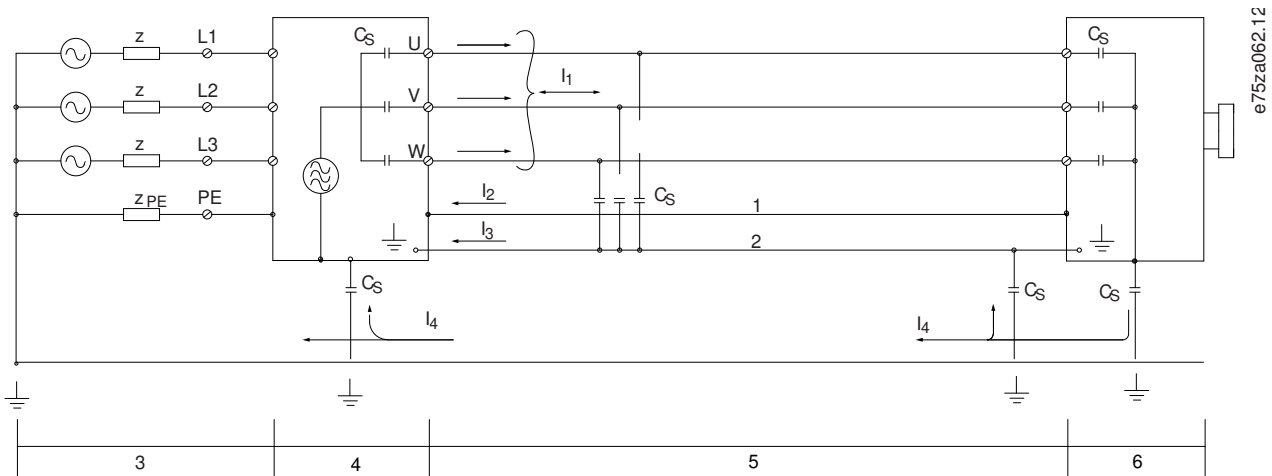 z L1
z L2
z L3
z PE PE
CS U
V
W
I1
I2
I3
CS
1
2
CS
I4
I4
CS
CS
CS
3 4 5 6
e75za062.12